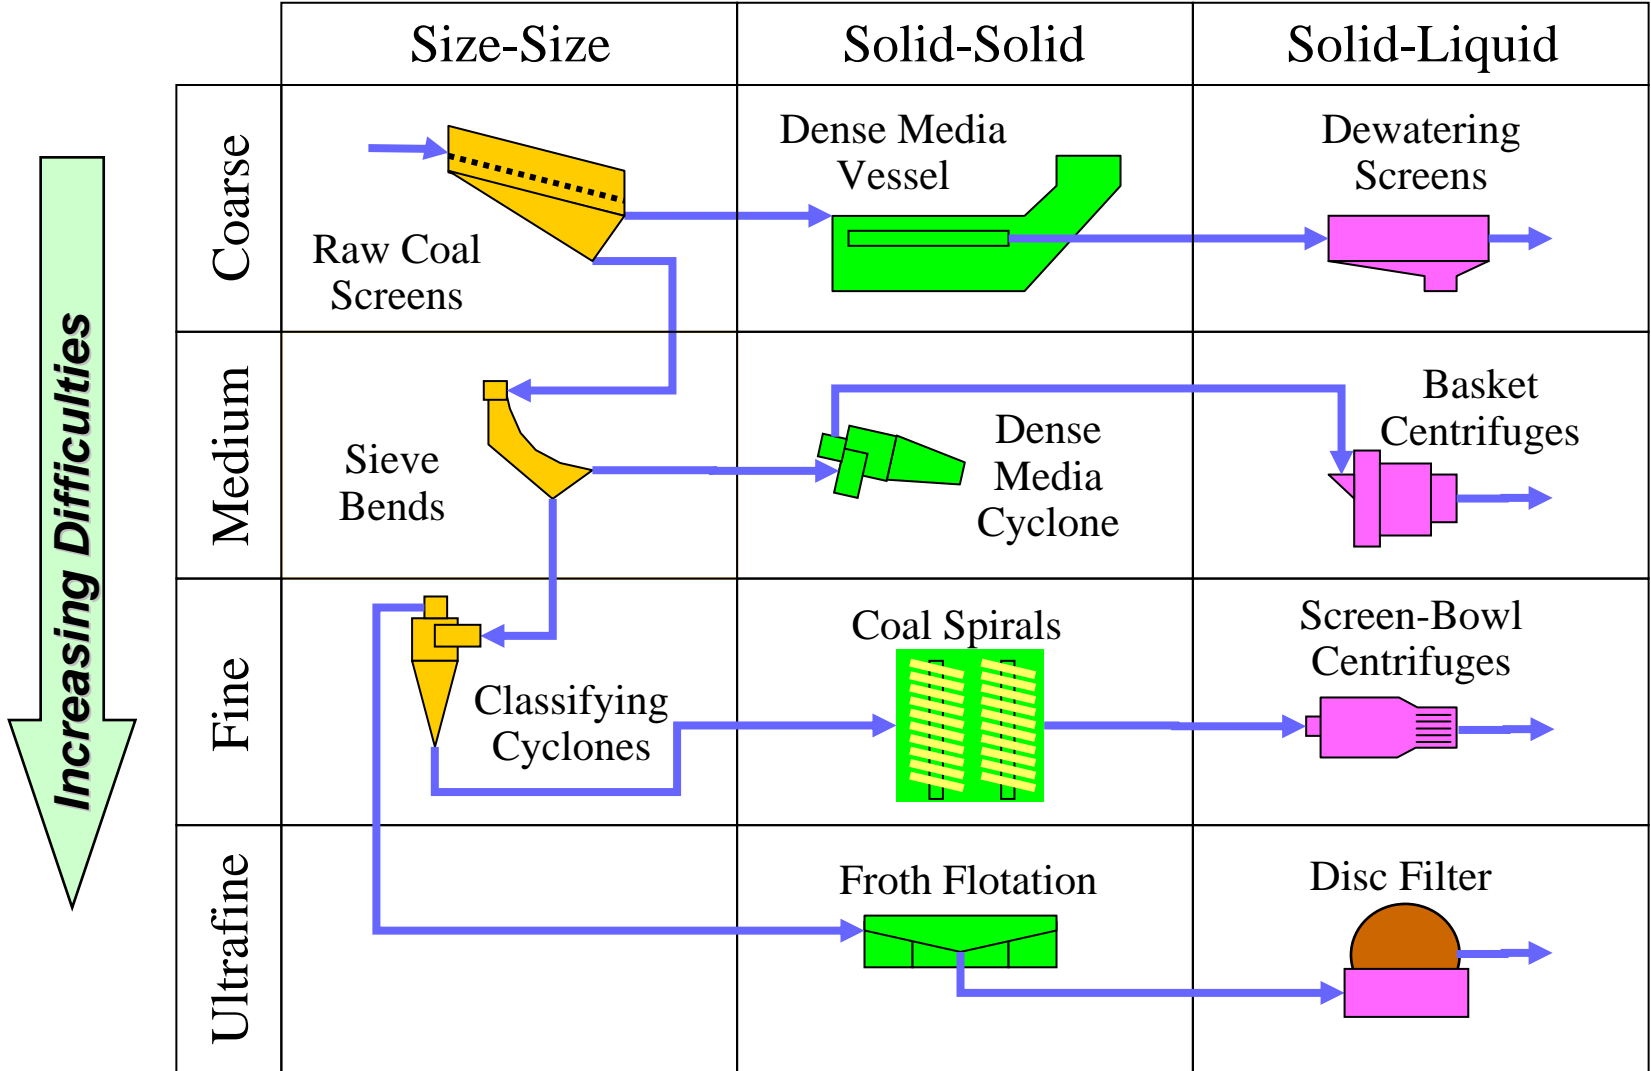 Size-Size
Solid-Solid
Solid-Liquid
Increasing Difficulties
Coarse
Raw Coal
Screens
Dense Media
Vessel
Dewatering
Screens
Medium
Sieve
Bends
Dense
Media
Cyclone
Basket
Centrifuges
Fine
Classifying
Cyclones
Coal Spirals
Screen-Bowl
Centrifuges
Ultrafine
Froth Flotation
Disc Filter